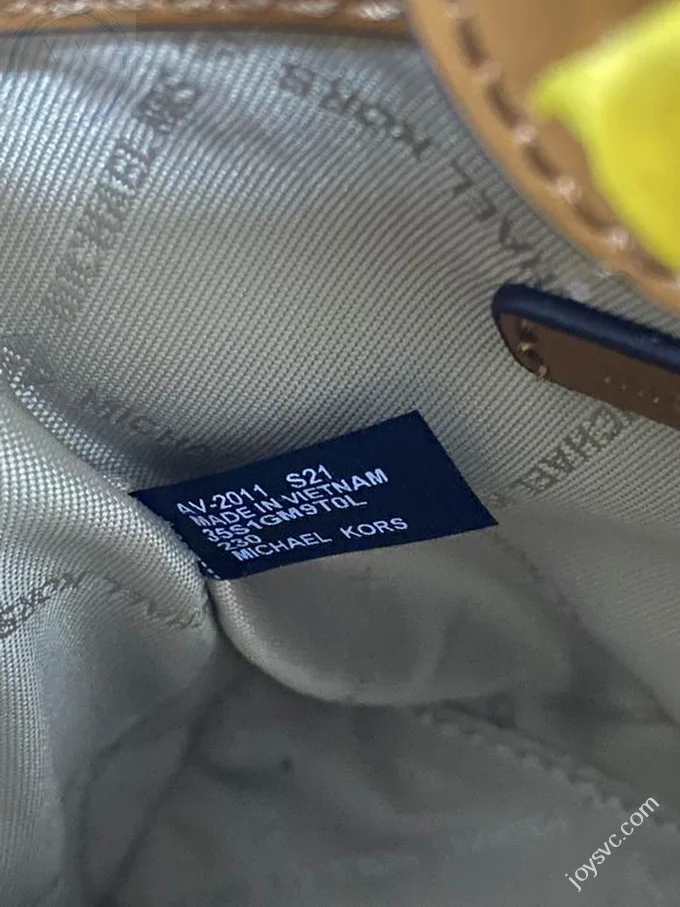 MICHAEL KORS
MICHAEL KORS
AV-2011 S21
MADE IN VIETNAM
35S1GM9T0L
230
MICHAEL KORS
joysvc.com